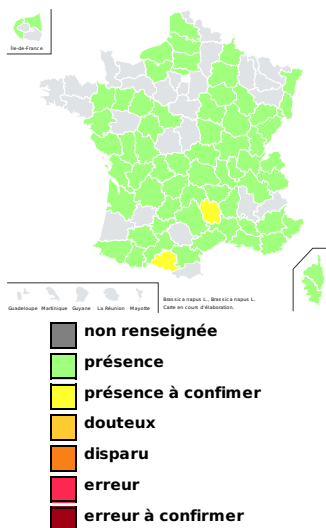 Île-de-France
Guadeloupe Martinique Guyane La Réunion Mayotte
Brassica napus L., Brassica napus L.
Carte en cours d'élaboration.
non renseignée
présence
présence à confimer
douteux
disparu
erreur
erreur à confirmer